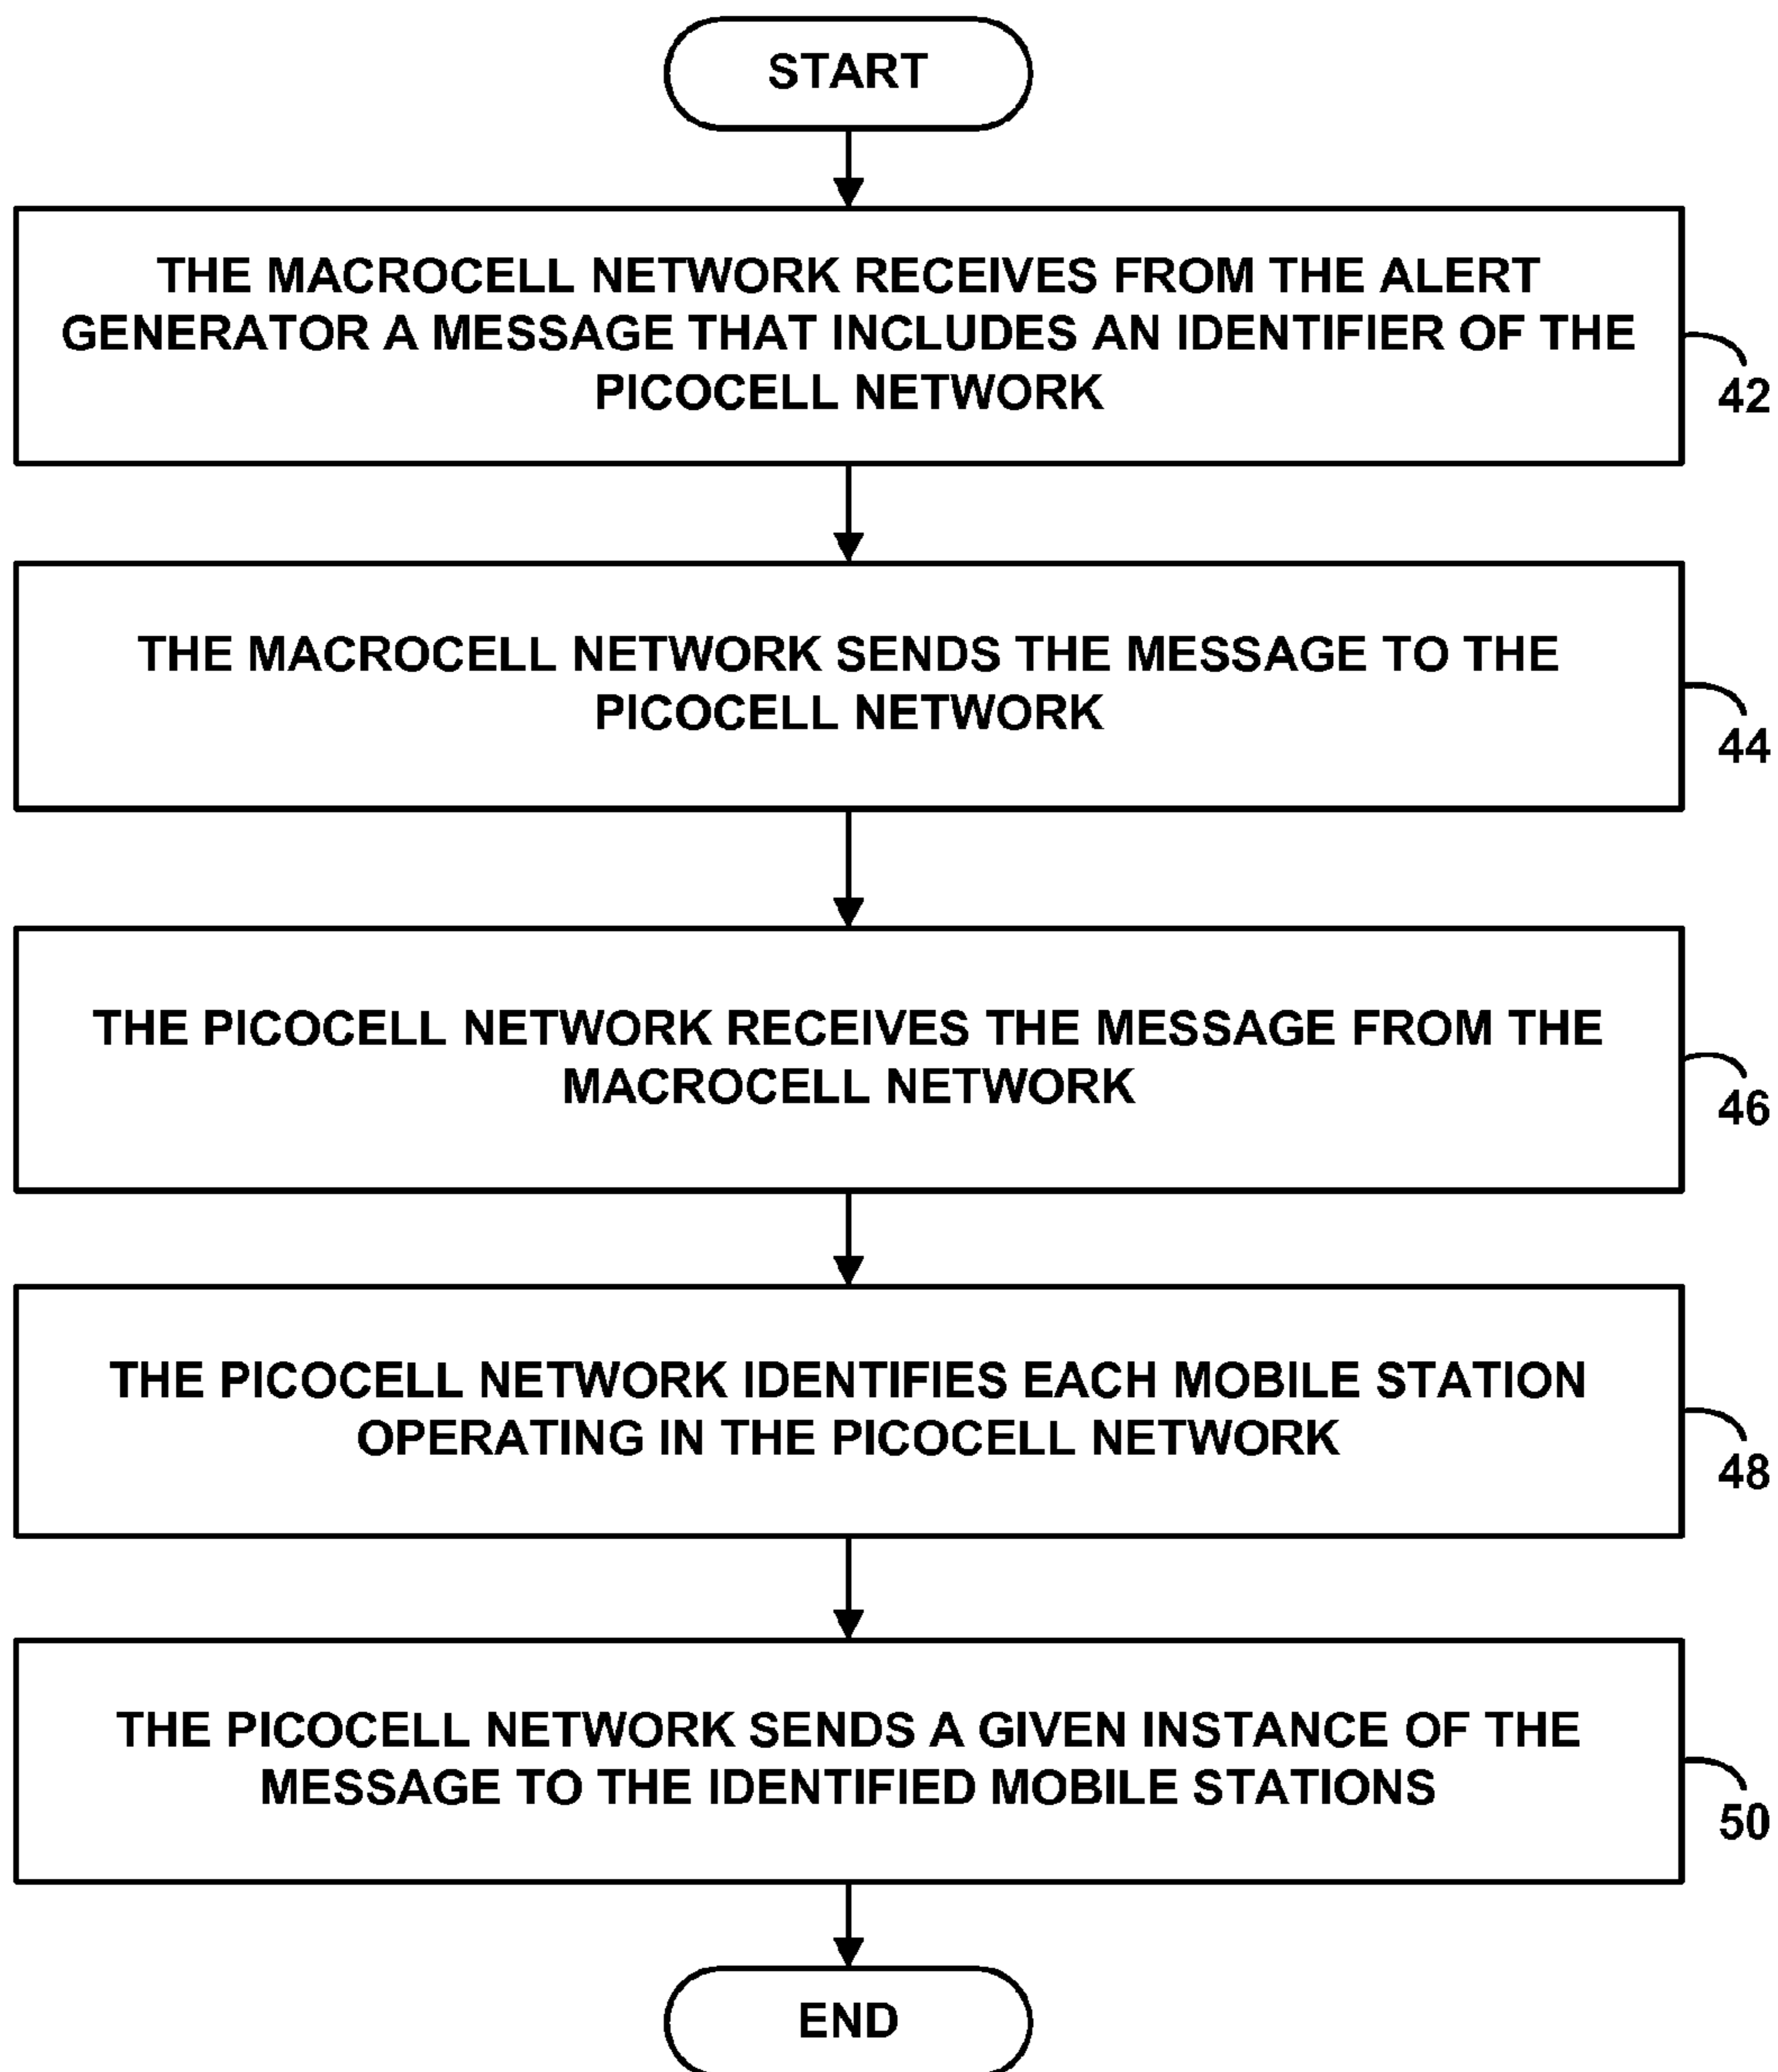 START
THE MACROCELL NETWORK RECEIVES FROM THE ALERT
GENERATOR A MESSAGE THAT INCLUDES AN IDENTIFIER OF THE
PICOCELL NETWORK
42
THE MACROCELL NETWORK SENDS THE MESSAGE TO THE
PICOCELL NETWORK
44
THE PICOCELL NETWORK RECEIVES THE MESSAGE FROM THE
MACROCELL NETWORK
46
THE PICOCELL NETWORK IDENTIFIES EACH MOBILE STATION
OPERATING IN THE PICOCELL NETWORK
48
THE PICOCELL NETWORK SENDS A GIVEN INSTANCE OF THE
MESSAGE TO THE IDENTIFIED MOBILE STATIONS
50
END